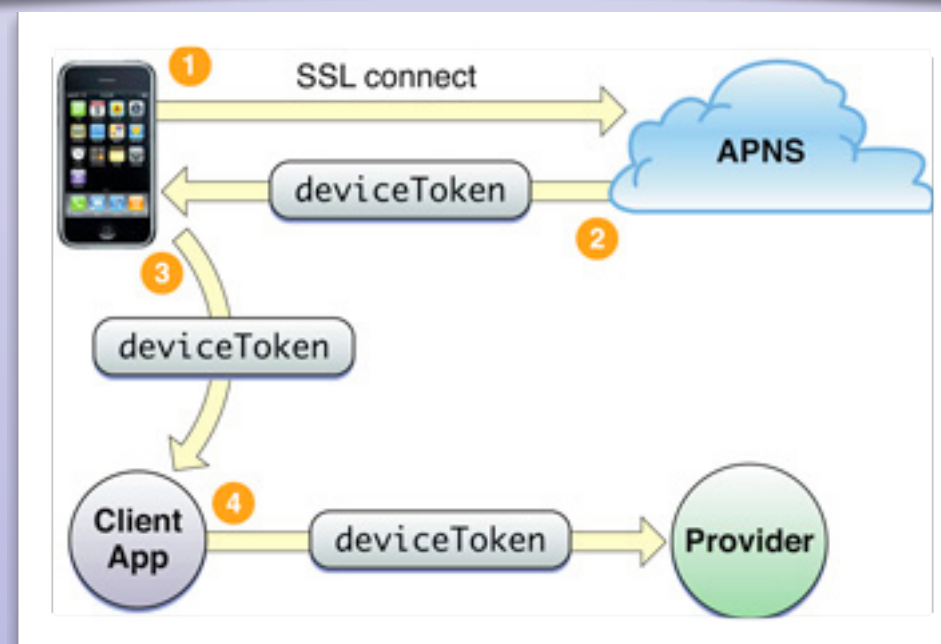 1
SSL connect
APNS
deviceToken
2
3
deviceToken
Client
App
4
deviceToken
Provider